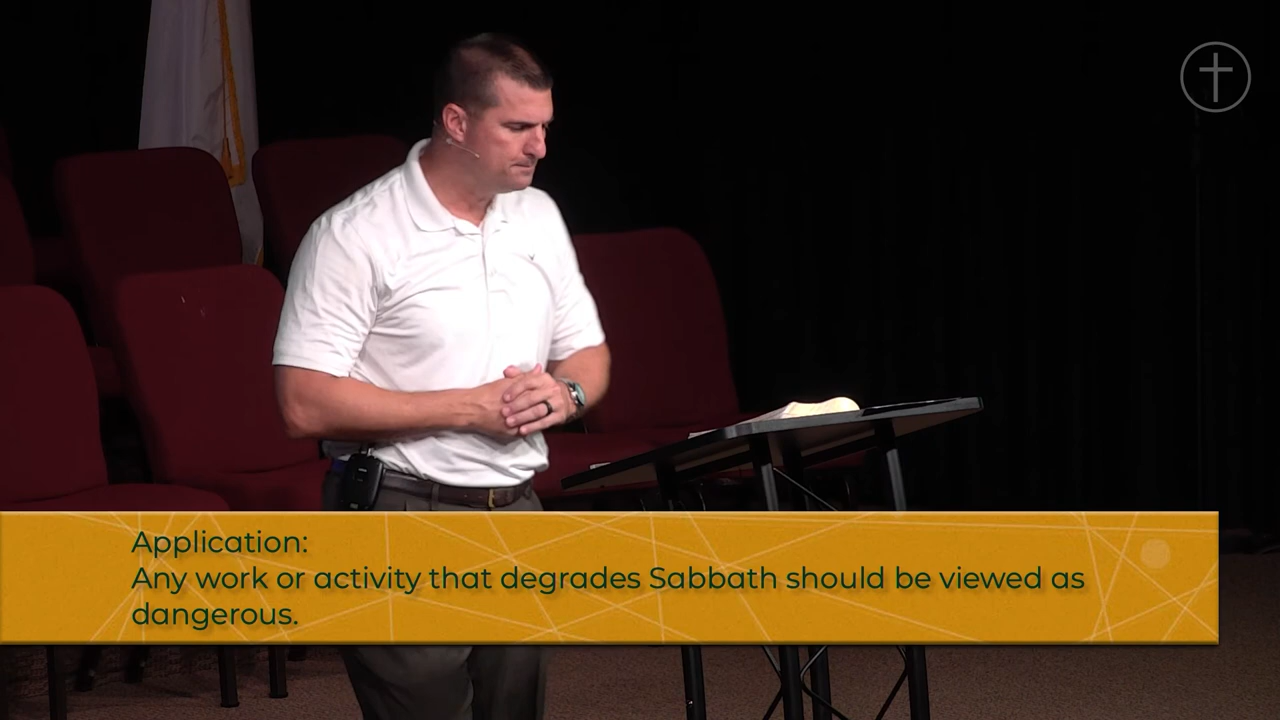 Application:
Any work or activity that degrades Sabbath should be viewed as
dangerous.